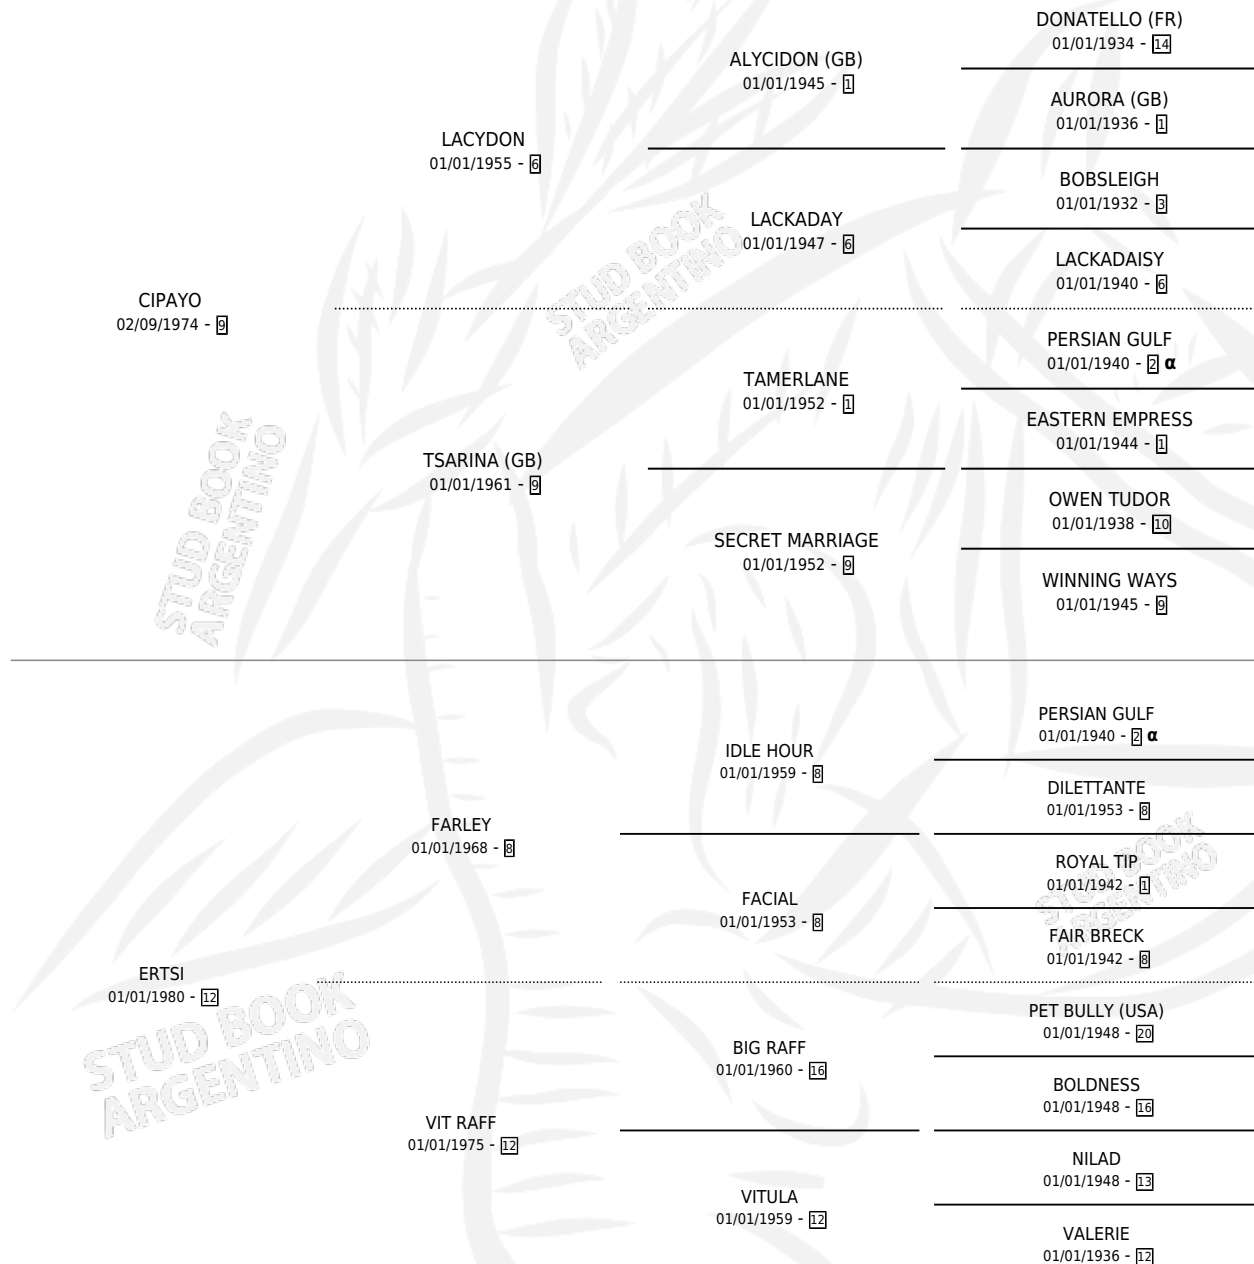 DONATELLO (FR)
01/01/1934 - 14
ALYCIDON (GB)
01/01/1945 - 1
AURORA (GB)
01/01/1936 - 1
LACYDON
01/01/1955 - 6
BOBSLEIGH
01/01/1932 - 3
LACKADAY
01/01/1947 - 6
LACKADAISY
01/01/1940 - 6
CIPAYO
02/09/1974 - 9
PERSIAN GULF
01/01/1940 - 2 α
TAMERLANE
01/01/1952 - 1
EASTERN EMPRESS
01/01/1944 - 1
TSARINA (GB)
01/01/1961 - 9
OWEN TUDOR
01/01/1938 - 10
SECRET MARRIAGE
01/01/1952 - 9
WINNING WAYS
01/01/1945 - 9
PERSIAN GULF
01/01/1940 - 2 α
IDLE HOUR
01/01/1959 - 8
DILETTANTE
01/01/1953 - 8
FARLEY
01/01/1968 - 8
ROYAL TIP
01/01/1942 - 1
FACIAL
01/01/1953 - 8
FAIR BRECK
01/01/1942 - 8
ERTSI
01/01/1980 - 12
PET BULLY (USA)
01/01/1948 - 20
BIG RAFF
01/01/1960 - 16
BOLDNESS
01/01/1948 - 16
VIT RAFF
01/01/1975 - 12
NILAD
01/01/1948 - 13
VITULA
01/01/1959 - 12
VALERIE
01/01/1936 - 12
STUD BOOK
ARGENTINO
STUD BOOK
ARGENTINO
STUD BOOK
ARGENTINO
STUD BOOK
ARGENTINO